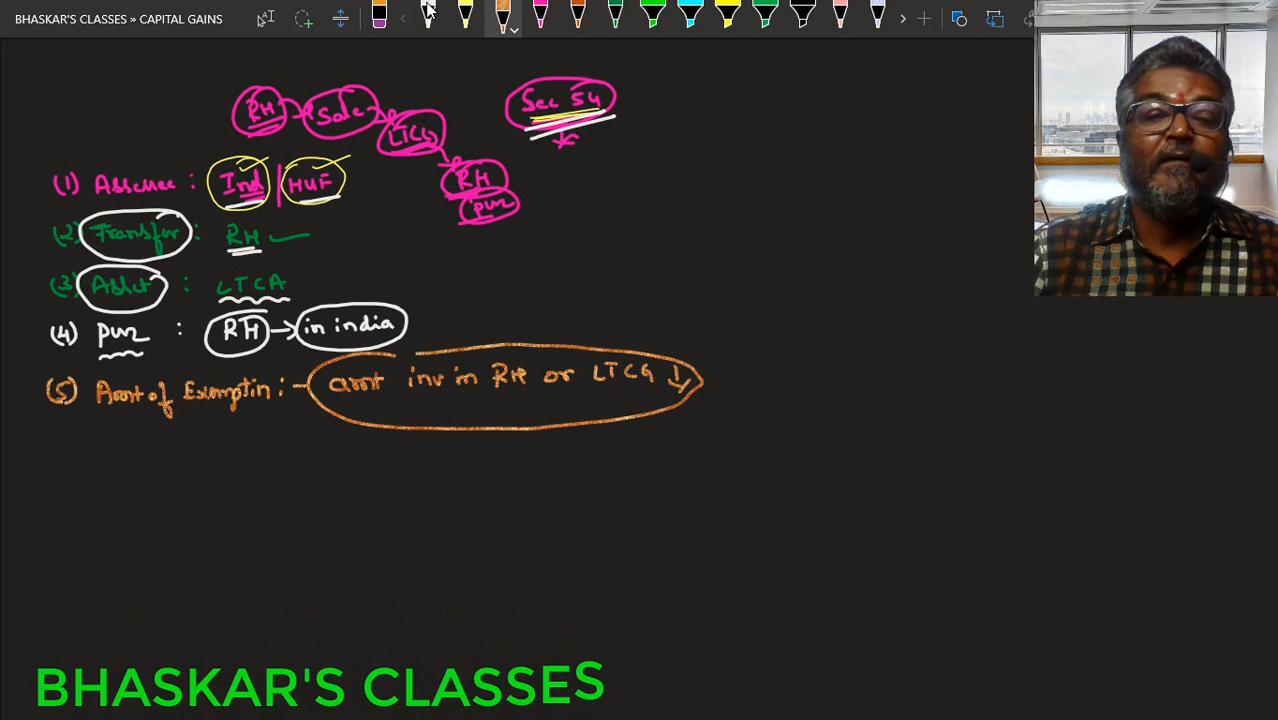 BHASKAR'S CLASSES » CAPITAL GAINS
RH Sale Sec 54
LTCG
RH
pur
(1) Assessee : Ind | HUF
(2) Transfer : RH
(3) Asset : LTCA
(4) pur : RH → in india
(5) Amt of Exemptin : - amt inv in RH or LTCG ↓
BHASKAR'S CLASSES